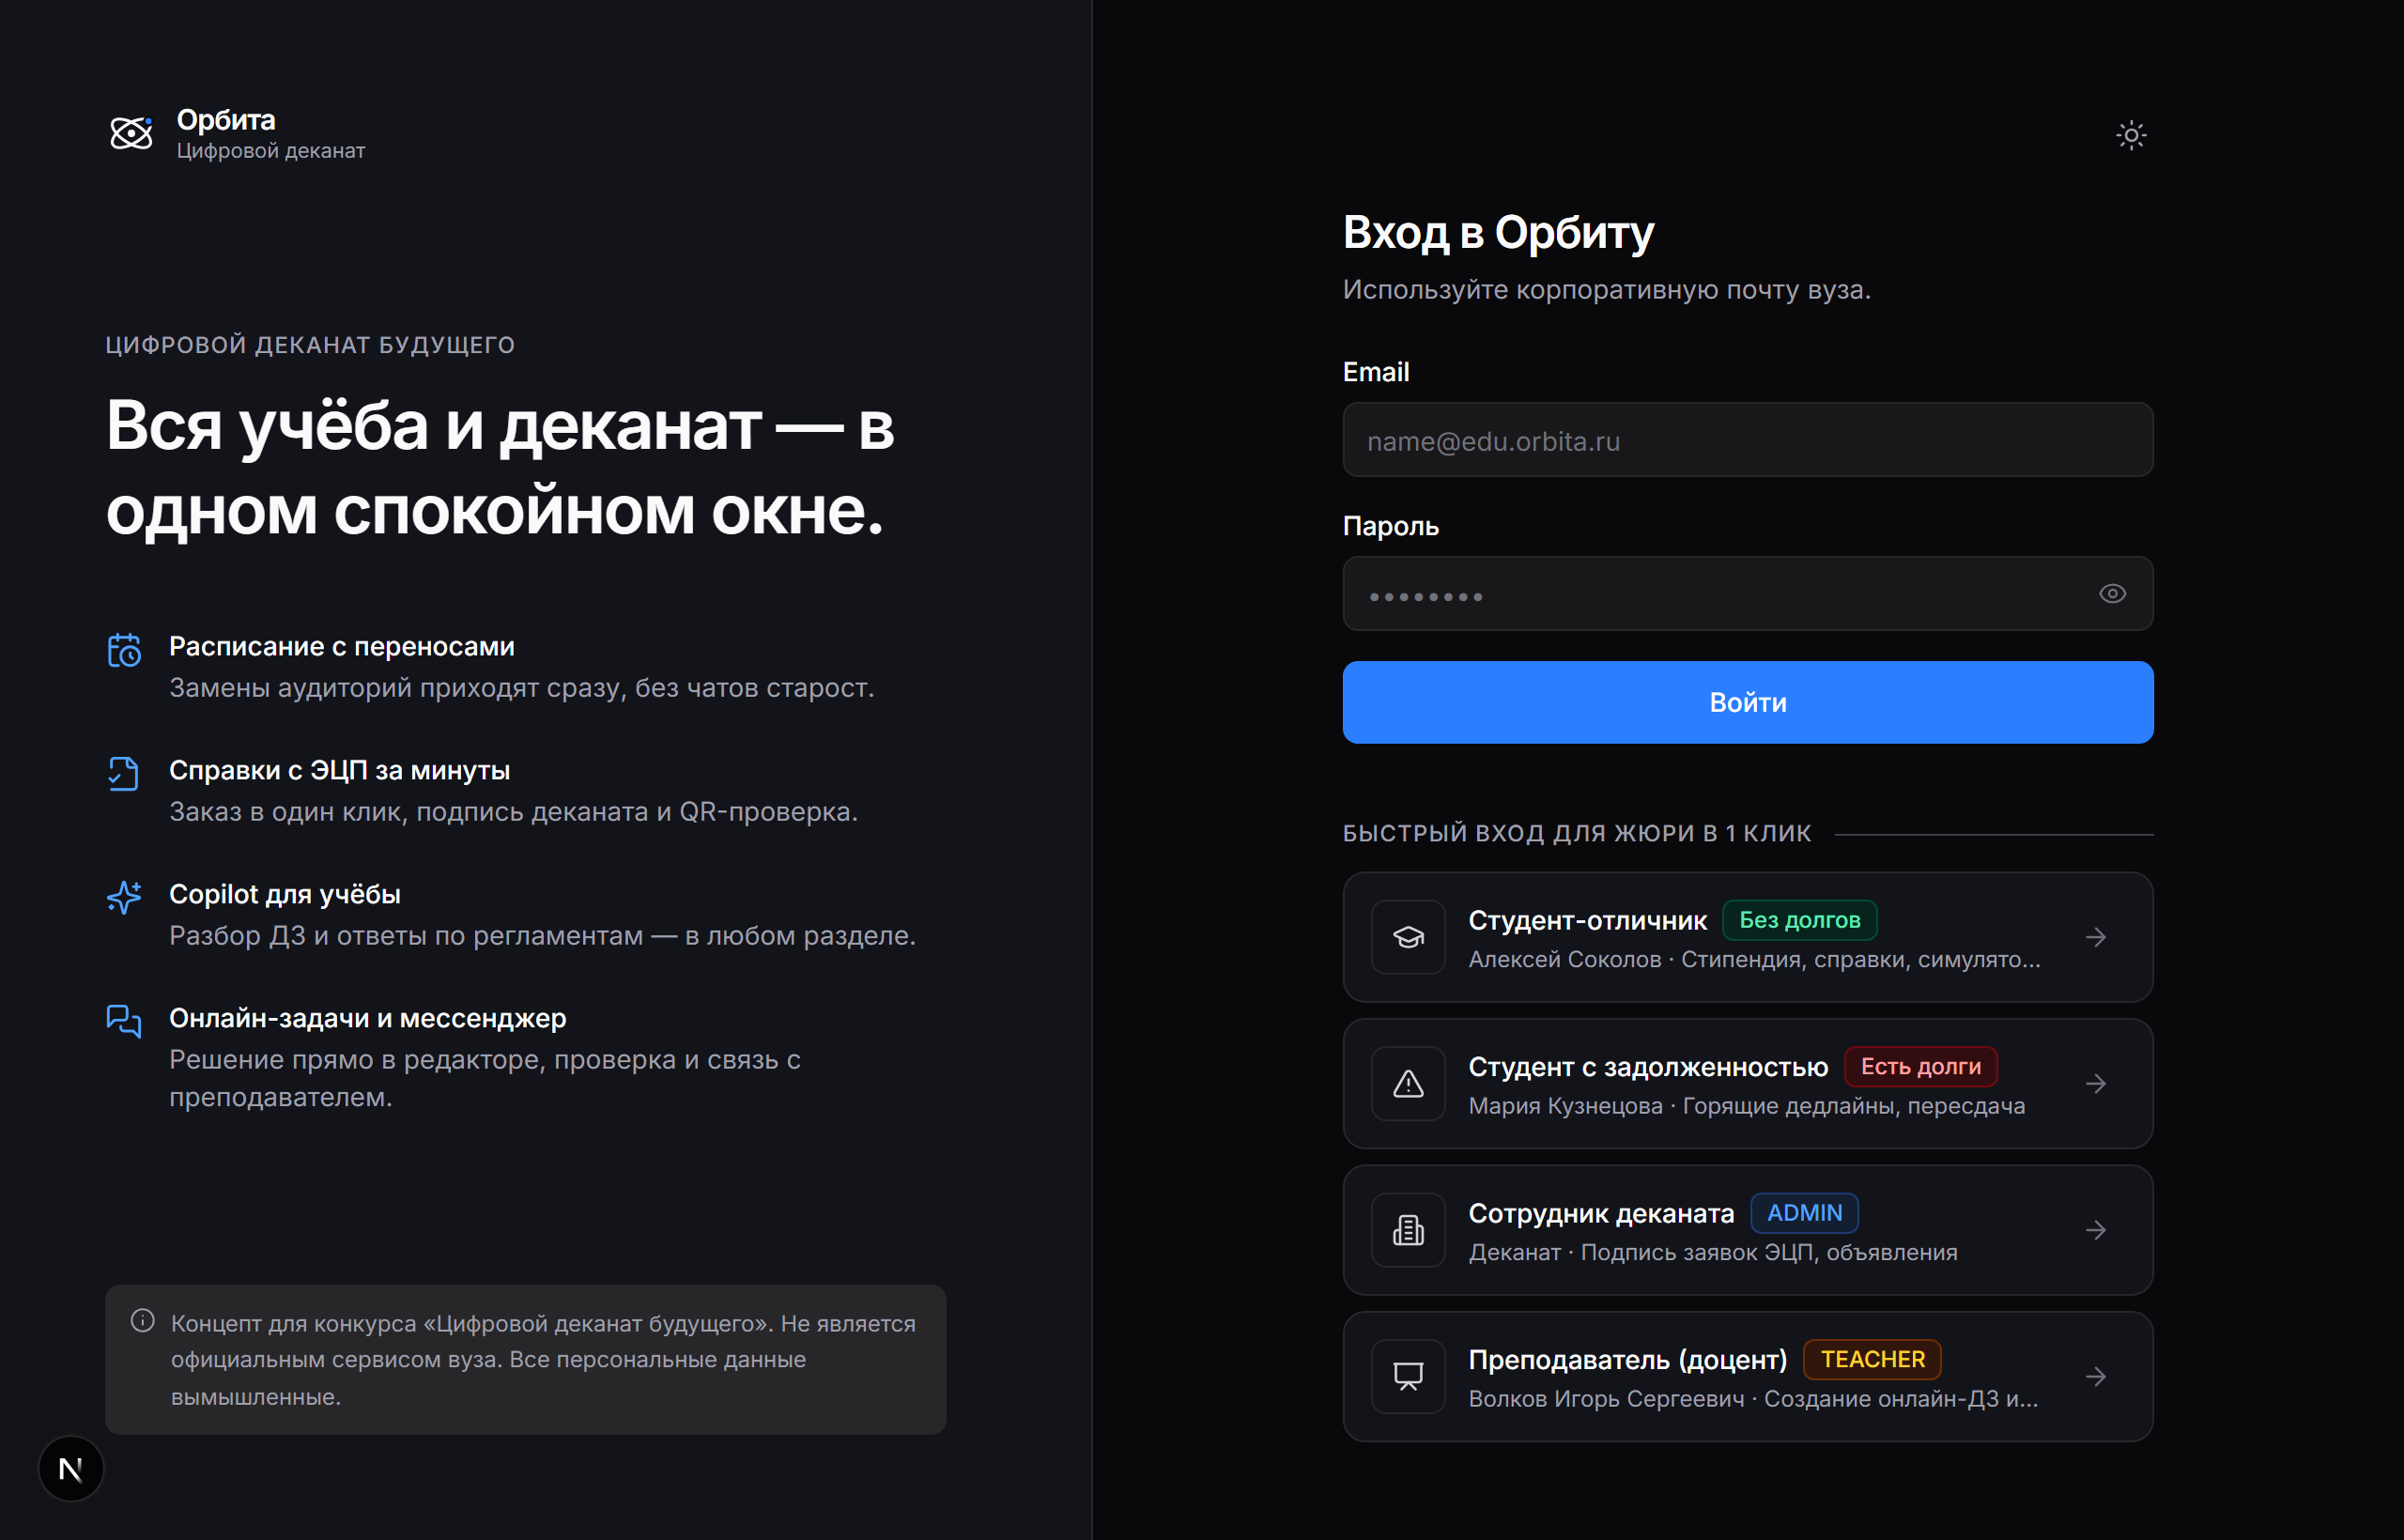 Орбита
Цифровой деканат
ЦИФРОВОЙ ДЕКАНАТ БУДУЩЕГО
Вся учёба и деканат — в
одном спокойном окне.
Расписание с переносами
Замены аудиторий приходят сразу, без чатов старост.
Справки с ЭЦП за минуты
Заказ в один клик, подпись деканата и QR-проверка.
Copilot для учёбы
Разбор ДЗ и ответы по регламентам — в любом разделе.
Онлайн-задачи и мессенджер
Решение прямо в редакторе, проверка и связь с
преподавателем.
Концепт для конкурса «Цифровой деканат будущего». Не является
официальным сервисом вуза. Все персональные данные
вымышленные.
N
Вход в Орбиту
Используйте корпоративную почту вуза.
Email
name@edu.orbita.ru
Пароль
••••••••
Войти
БЫСТРЫЙ ВХОД ДЛЯ ЖЮРИ В 1 КЛИК
Студент-отличник Без долгов
Алексей Соколов · Стипендия, справки, симулято...
Студент с задолженностью Есть долги
Мария Кузнецова · Горящие дедлайны, пересдача
Сотрудник деканата ADMIN
Деканат · Подпись заявок ЭЦП, объявления
Преподаватель (доцент) TEACHER
Волков Игорь Сергеевич · Создание онлайн-ДЗ и...